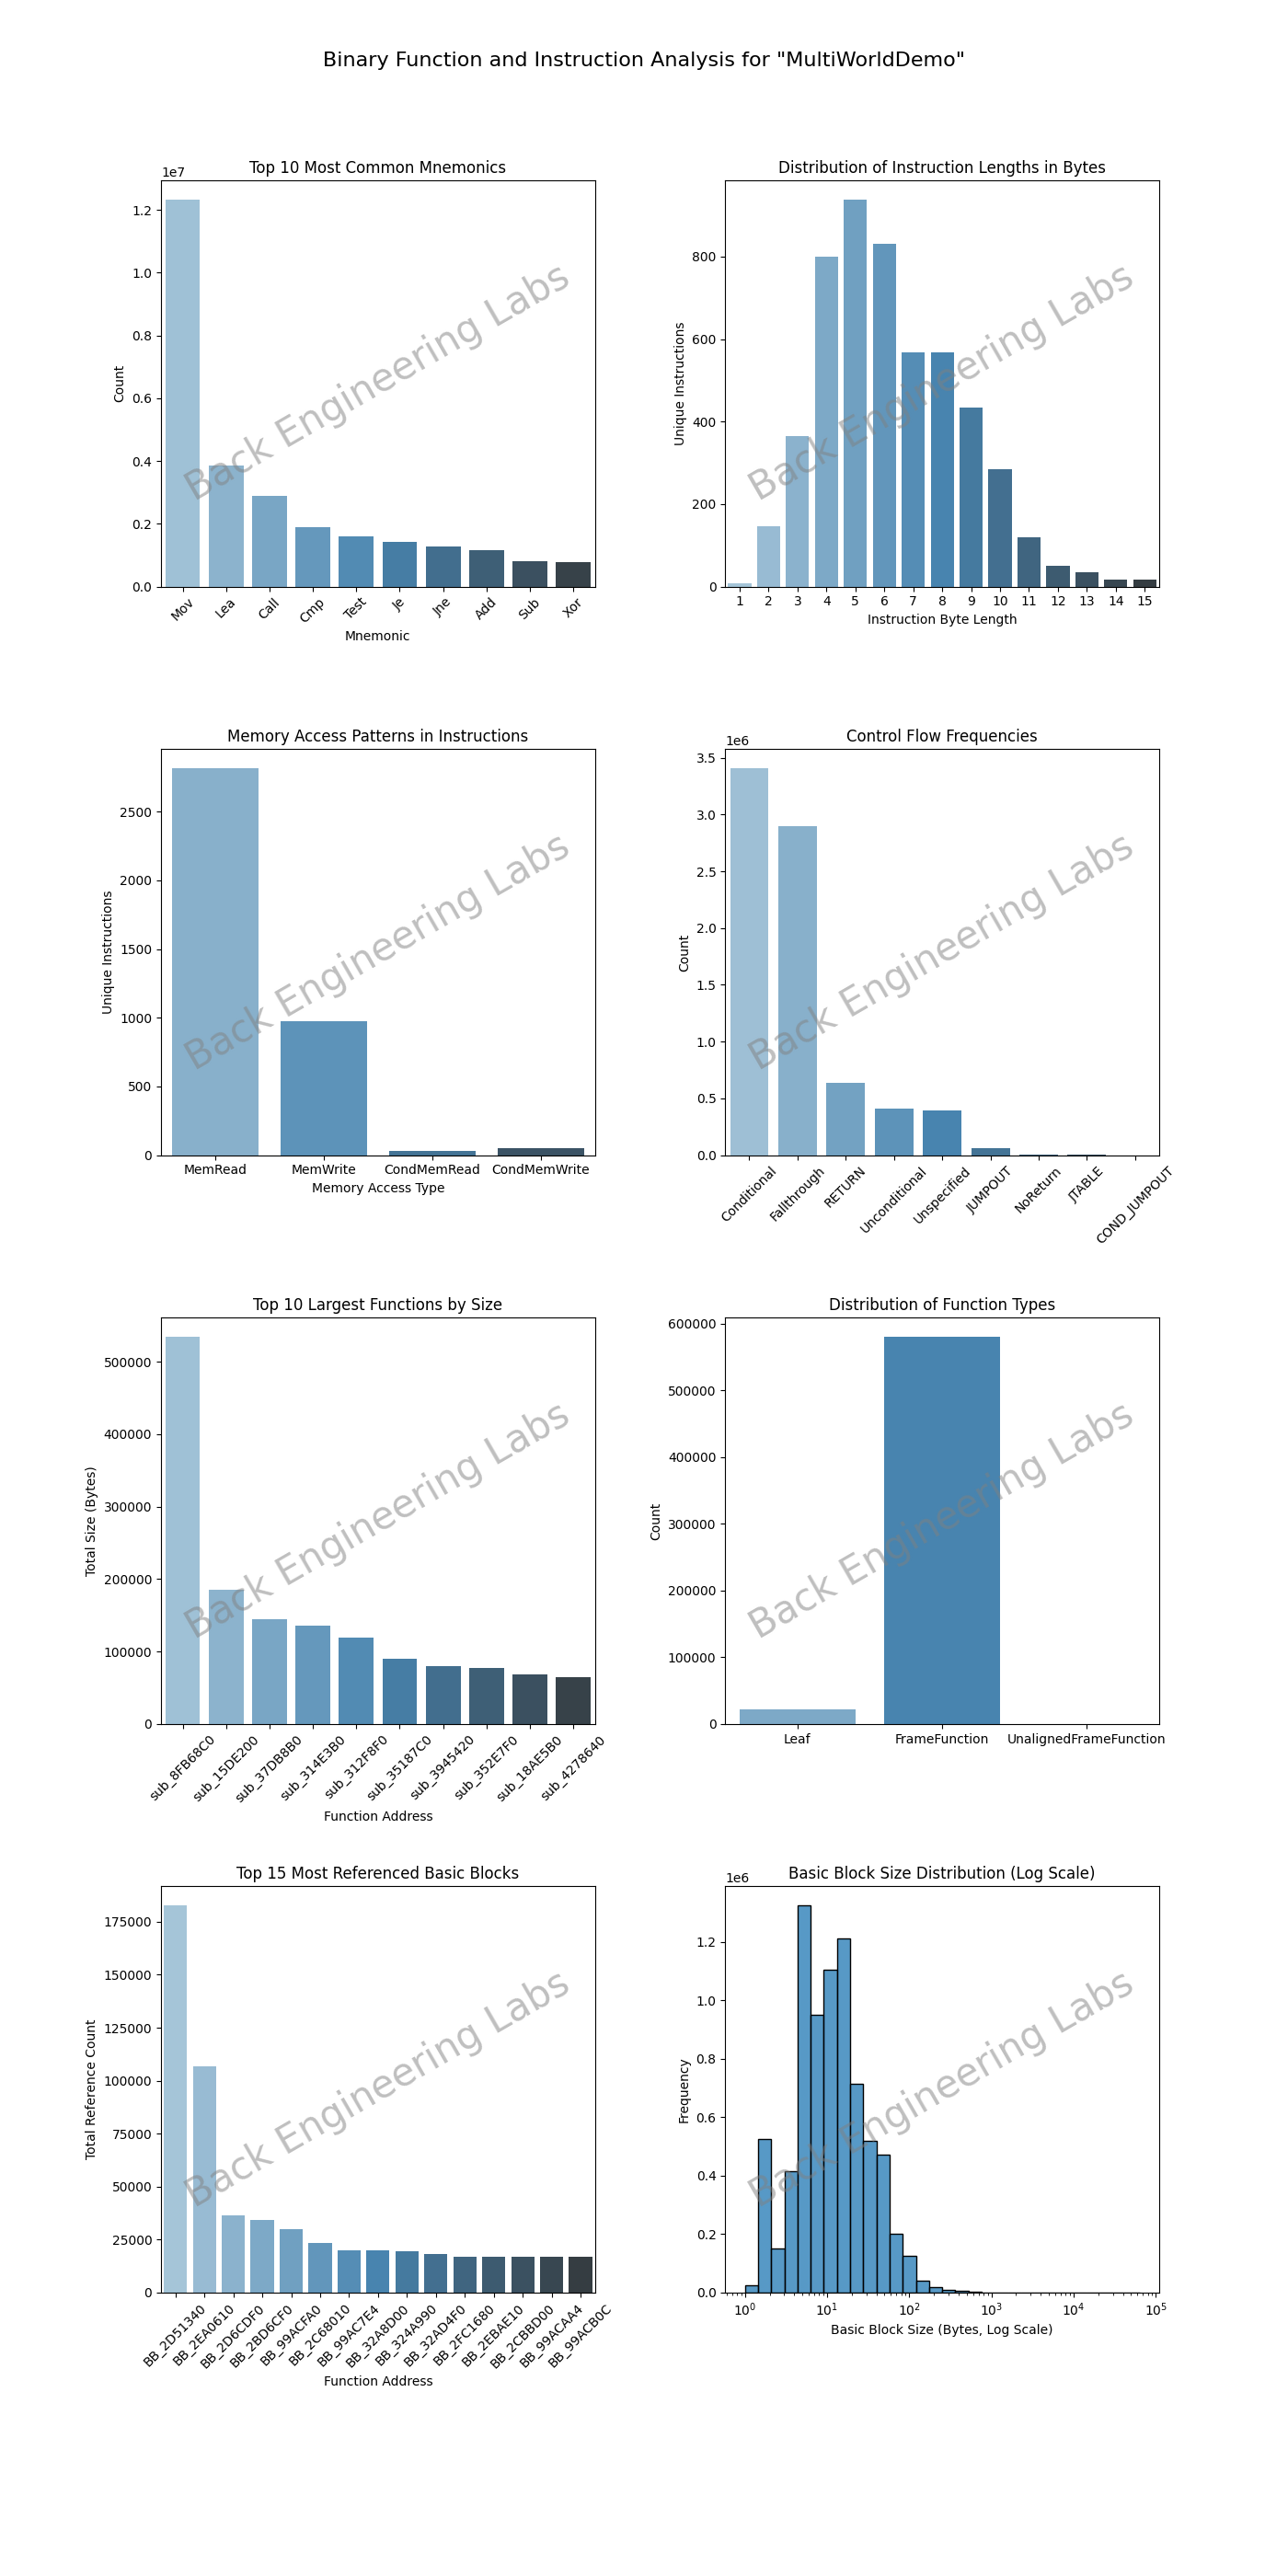 Binary Function and Instruction Analysis for "MultiWorldDemo"
Top 10 Most Common Mnemonics
1e7
1.2
1.0
0.8
0.6
0.4
0.2
0.0
Count
Mov Lea Call Cmp Test Je Jne Add Sub Xor
Mnemonic
Back Engineering Labs
Distribution of Instruction Lengths in Bytes
800
600
400
200
0
Unique Instructions
1 2 3 4 5 6 7 8 9 10 11 12 13 14 15
Instruction Byte Length
Back Engineering Labs
Memory Access Patterns in Instructions
2500
2000
1500
1000
500
0
Unique Instructions
MemRead MemWrite CondMemRead CondMemWrite
Memory Access Type
Back Engineering Labs
Control Flow Frequencies
1e6
3.5
3.0
2.5
2.0
1.5
1.0
0.5
0.0
Count
Conditional Fallthrough RETURN Unconditional Unspecified JUMPOUT NoReturn JTABLE COND_JUMPOUT
Back Engineering Labs
Top 10 Largest Functions by Size
500000
400000
300000
200000
100000
0
Total Size (Bytes)
sub_8FB68C0 sub_15DE200 sub_37DB8B0 sub_314E3B0 sub_312F8F0 sub_35187C0 sub_3945420 sub_352E7F0 sub_18AE5B0 sub_4278640
Function Address
Back Engineering Labs
Distribution of Function Types
600000
500000
400000
300000
200000
100000
0
Count
Leaf FrameFunction UnalignedFrameFunction
Back Engineering Labs
Top 15 Most Referenced Basic Blocks
175000
150000
125000
100000
75000
50000
25000
0
Total Reference Count
BB_2D51340 BB_2EA0610 BB_2D6CDF0 BB_2BD6CF0 BB_99ACFA0 BB_2C68010 BB_99AC7E4 BB_32A8D00 BB_324A990 BB_32AD4F0 BB_2FC1680 BB_2EBAE10 BB_2CBBD00 BB_99ACAA4 BB_99ACB0C
Function Address
Back Engineering Labs
Basic Block Size Distribution (Log Scale)
1e6
1.2
1.0
0.8
0.6
0.4
0.2
0.0
Frequency
10⁰ 10¹ 10² 10³ 10⁴ 10⁵
Basic Block Size (Bytes, Log Scale)
Back Engineering Labs